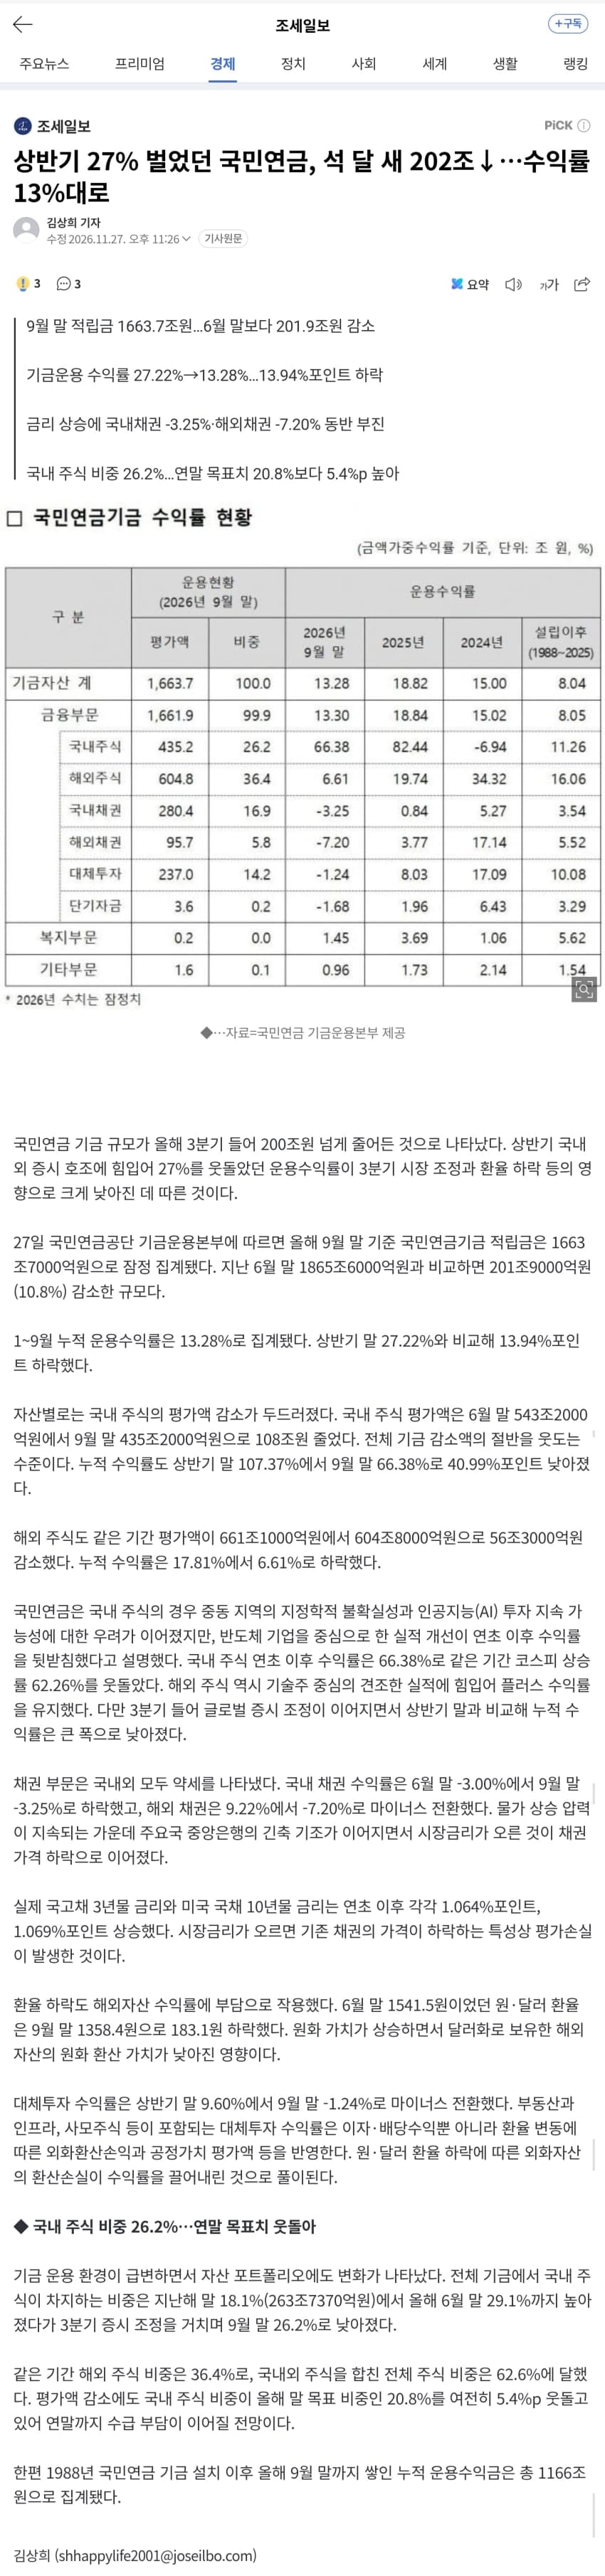 조세일보
+구독
주요뉴스 프리미엄 경제 정치 사회 세계 생활 랭킹
조세일보
PiCK
상반기 27% 벌었던 국민연금, 석 달 새 202조↓…수익률
13%대로
김상희 기자
수정 2026.11.27. 오후 11:26
기사원문
3 3
요약 가가
9월 말 적립금 1663.7조원…6월 말보다 201.9조원 감소
기금운용 수익률 27.22%→13.28%…13.94%포인트 하락
금리 상승에 국내채권 -3.25%·해외채권 -7.20% 동반 부진
국내 주식 비중 26.2%…연말 목표치 20.8%보다 5.4%p 높아
□ 국민연금기금 수익률 현황
(금액가중수익률 기준, 단위: 조 원, %)
구 분 운용현황 (2026년 9월 말) 운용수익률
평가액 비중 2026년 9월 말 2025년 2024년 설립이후 (1988~2025)
기금자산 계 1,663.7 100.0 13.28 18.82 15.00 8.04
금융부문 1,661.9 99.9 13.30 18.84 15.02 8.05
국내주식 435.2 26.2 66.38 82.44 -6.94 11.26
해외주식 604.8 36.4 6.61 19.74 34.32 16.06
국내채권 280.4 16.9 -3.25 0.84 5.27 3.54
해외채권 95.7 5.8 -7.20 3.77 17.14 5.52
대체투자 237.0 14.2 -1.24 8.03 17.09 10.08
단기자금 3.6 0.2 -1.68 1.96 6.43 3.29
복지부문 0.2 0.0 1.45 3.69 1.06 5.62
기타부문 1.6 0.1 0.96 1.73 2.14 1.54
* 2026년 수치는 잠정치
◆…자료=국민연금 기금운용본부 제공
국민연금 기금 규모가 올해 3분기 들어 200조원 넘게 줄어든 것으로 나타났다. 상반기 국내
외 증시 호조에 힘입어 27%를 웃돌았던 운용수익률이 3분기 시장 조정과 환율 하락 등의 영
향으로 크게 낮아진 데 따른 것이다.
27일 국민연금공단 기금운용본부에 따르면 올해 9월 말 기준 국민연금기금 적립금은 1663
조7000억원으로 잠정 집계됐다. 지난 6월 말 1865조6000억원과 비교하면 201조9000억원
(10.8%) 감소한 규모다.
1~9월 누적 운용수익률은 13.28%로 집계됐다. 상반기 말 27.22%와 비교해 13.94%포인
트 하락했다.
자산별로는 국내 주식의 평가액 감소가 두드러졌다. 국내 주식 평가액은 6월 말 543조2000
억원에서 9월 말 435조2000억원으로 108조원 줄었다. 전체 기금 감소액의 절반을 웃도는
수준이다. 누적 수익률도 상반기 말 107.37%에서 9월 말 66.38%로 40.99%포인트 낮아졌
다.
해외 주식도 같은 기간 평가액이 661조1000억원에서 604조8000억원으로 56조3000억원
감소했다. 누적 수익률은 17.81%에서 6.61%로 하락했다.
국민연금은 국내 주식의 경우 중동 지역의 지정학적 불확실성과 인공지능(AI) 투자 지속 가
능성에 대한 우려가 이어졌지만, 반도체 기업을 중심으로 한 실적 개선이 연초 이후 수익률
을 뒷받침했다고 설명했다. 국내 주식 연초 이후 수익률은 66.38%로 같은 기간 코스피 상승
률 62.26%를 웃돌았다. 해외 주식 역시 기술주 중심의 견조한 실적에 힘입어 플러스 수익률
을 유지했다. 다만 3분기 들어 글로벌 증시 조정이 이어지면서 상반기 말과 비교해 누적 수
익률은 큰 폭으로 낮아졌다.
채권 부문은 국내외 모두 약세를 나타냈다. 국내 채권 수익률은 6월 말 -3.00%에서 9월 말
-3.25%로 하락했고, 해외 채권은 9.22%에서 -7.20%로 마이너스 전환했다. 물가 상승 압력
이 지속되는 가운데 주요국 중앙은행의 긴축 기조가 이어지면서 시장금리가 오른 것이 채권
가격 하락으로 이어졌다.
실제 국고채 3년물 금리와 미국 국채 10년물 금리는 연초 이후 각각 1.064%포인트,
1.069%포인트 상승했다. 시장금리가 오르면 기존 채권의 가격이 하락하는 특성상 평가손실
이 발생한 것이다.
환율 하락도 해외자산 수익률에 부담으로 작용했다. 6월 말 1541.5원이었던 원·달러 환율
은 9월 말 1358.4원으로 183.1원 하락했다. 원화 가치가 상승하면서 달러화로 보유한 해외
자산의 원화 환산 가치가 낮아진 영향이다.
대체투자 수익률은 상반기 말 9.60%에서 9월 말 -1.24%로 마이너스 전환했다. 부동산과
인프라, 사모주식 등이 포함되는 대체투자 수익률은 이자·배당수익뿐 아니라 환율 변동에
따른 외화환산손익과 공정가치 평가액 등을 반영한다. 원·달러 환율 하락에 따른 외화자산
의 환산손실이 수익률을 끌어내린 것으로 풀이된다.
◆ 국내 주식 비중 26.2%…연말 목표치 웃돌아
기금 운용 환경이 급변하면서 자산 포트폴리오에도 변화가 나타났다. 전체 기금에서 국내 주
식이 차지하는 비중은 지난해 말 18.1%(263조7370억원)에서 올해 6월 말 29.1%까지 높아
졌다가 3분기 증시 조정을 거치며 9월 말 26.2%로 낮아졌다.
같은 기간 해외 주식 비중은 36.4%로, 국내외 주식을 합친 전체 주식 비중은 62.6%에 달했
다. 평가액 감소에도 국내 주식 비중이 올해 말 목표 비중인 20.8%를 여전히 5.4%p 웃돌고
있어 연말까지 수급 부담이 이어질 전망이다.
한편 1988년 국민연금 기금 설치 이후 올해 9월 말까지 쌓인 누적 운용수익금은 총 1166조
원으로 집계됐다.
김상희 (shhappylife2001@joseilbo.com)